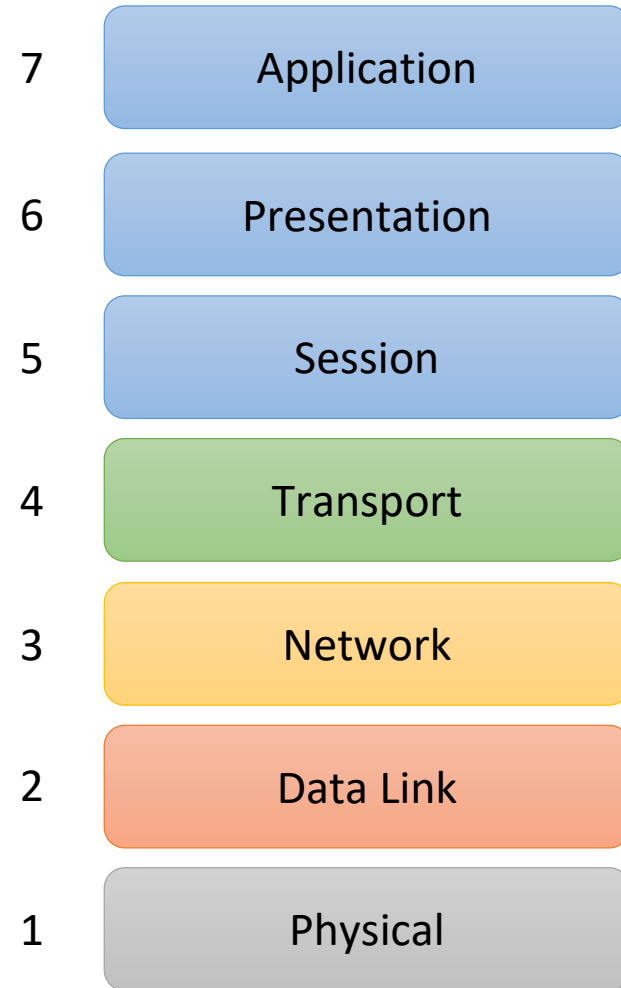 7 Application
6 Presentation
5 Session
4 Transport
3 Network
2 Data Link
1 Physical